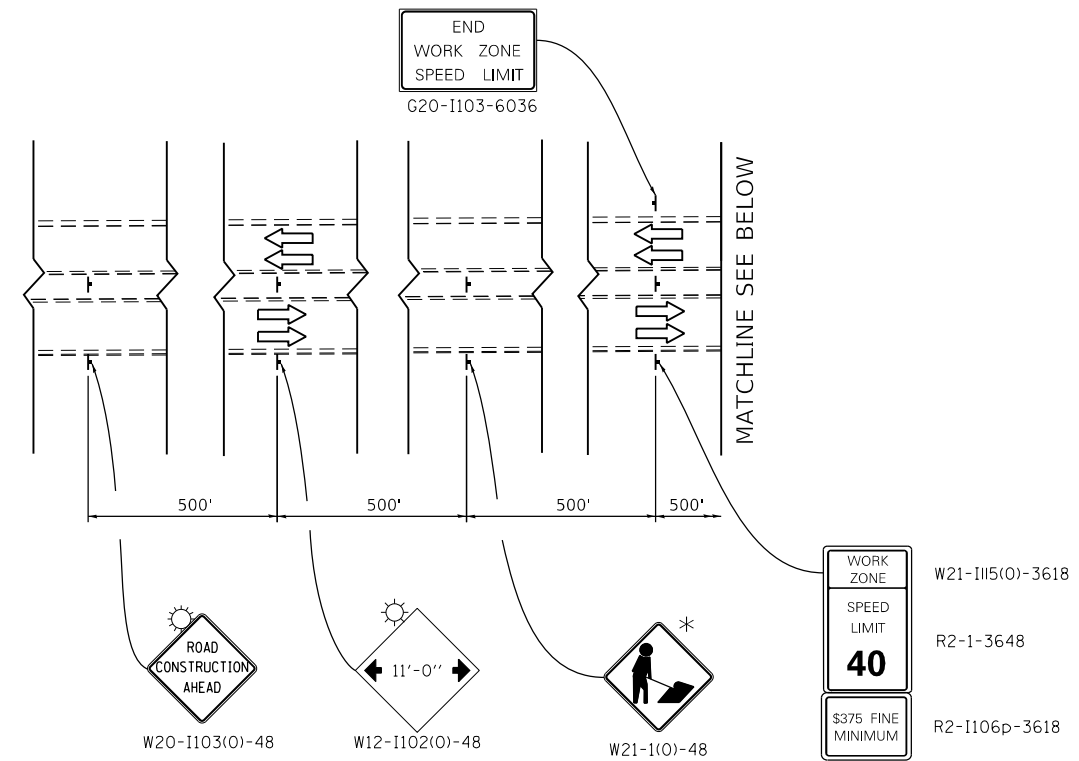 END
WORK ZONE
SPEED LIMIT
G20-I103-6036
MATCHLINE SEE BELOW
500'
500'
500'
500'
WORK
ZONE
W21-I115(O)-3618
SPEED
LIMIT
40
R2-1-3648
$375 FINE
MINIMUM
R2-I106p-3618
ROAD
CONSTRUCTION
AHEAD
W20-I103(O)-48
11'-0''
W12-I102(O)-48
*
W21-1(O)-48